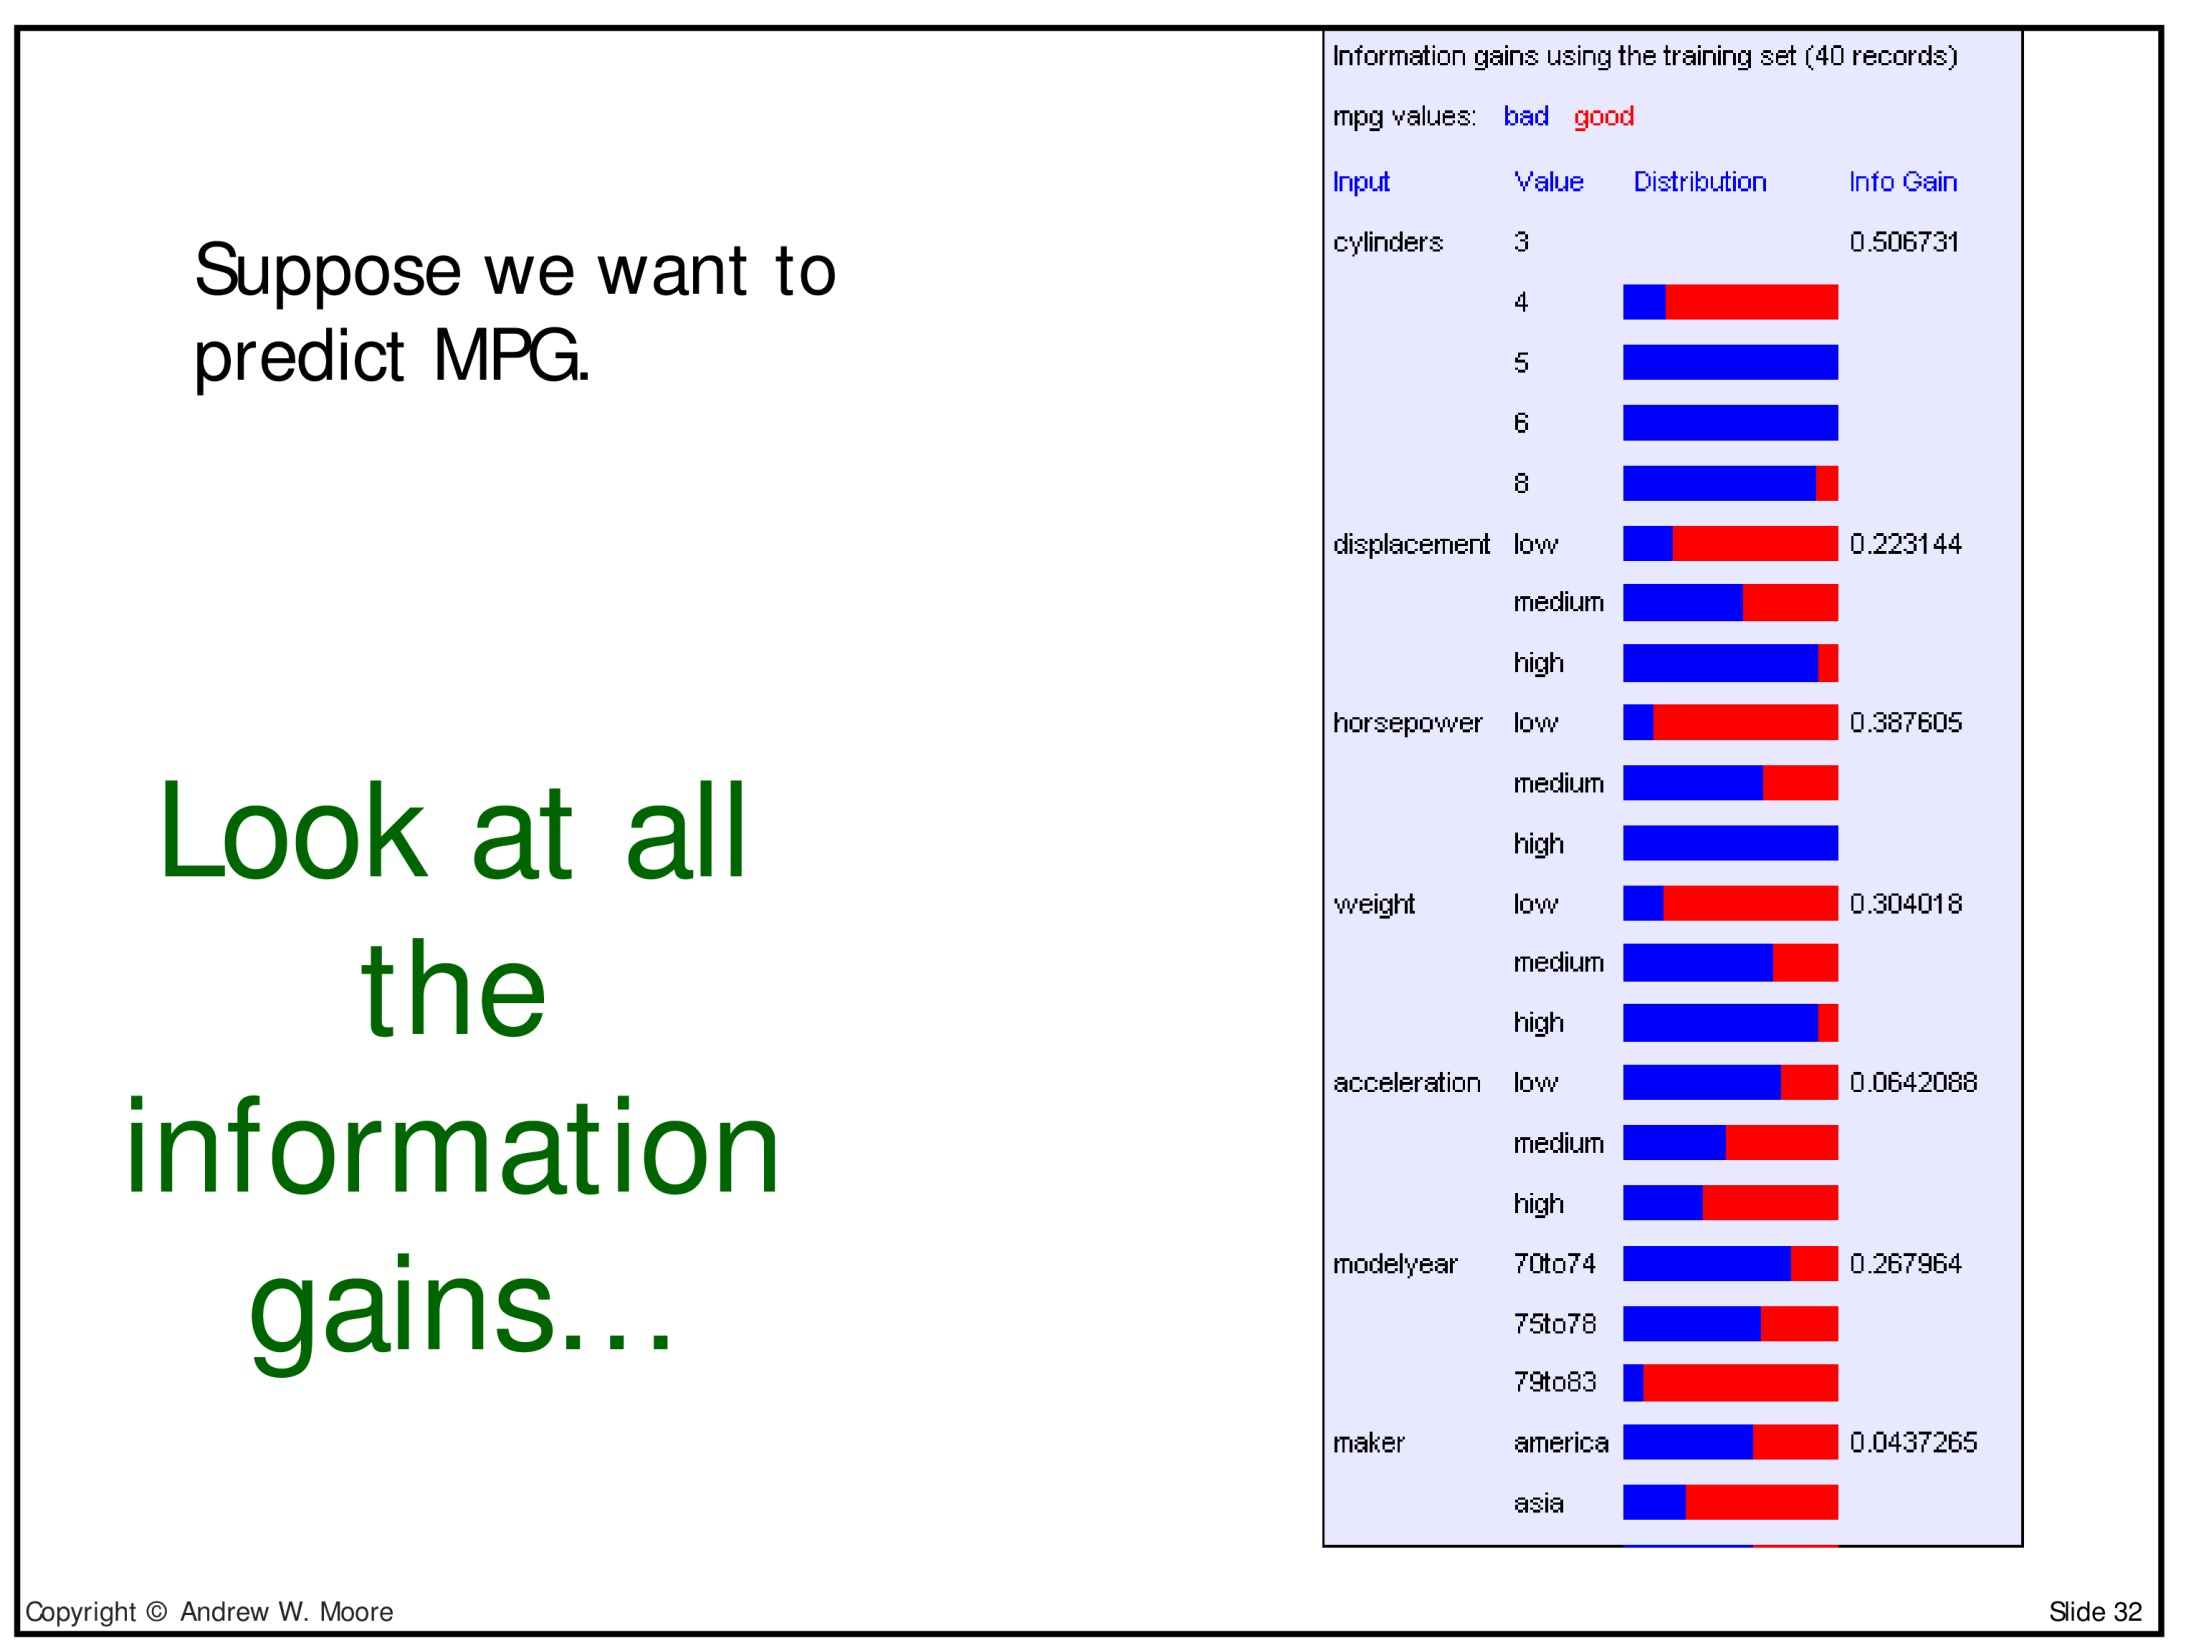 Suppose we want to
predict MPG.
Look at all
the
information
gains...
Information gains using the training set (40 records)
mpg values: bad good
Input Value Distribution Info Gain
cylinders 3 0.506731
4
5
6
8
displacement low 0.223144
medium
high
horsepower low 0.387605
medium
high
weight low 0.304018
medium
high
acceleration low 0.0642088
medium
high
modelyear 70to74 0.267964
75to78
79to83
maker america 0.0437265
asia
Copyright © Andrew W. Moore
Slide 32